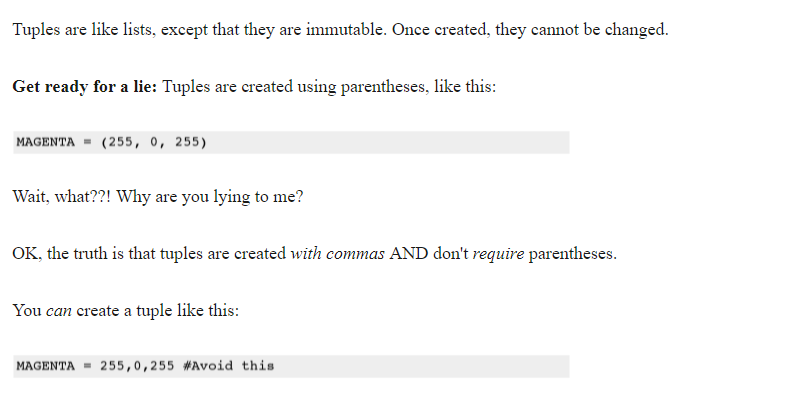 Tuples are like lists, except that they are immutable. Once created, they cannot be changed.
Get ready for a lie: Tuples are created using parentheses, like this:
MAGENTA = (255, 0, 255)
Wait, what??! Why are you lying to me?
OK, the truth is that tuples are created with commas AND don't require parentheses.
You can create a tuple like this:
MAGENTA = 255,0,255 #Avoid this